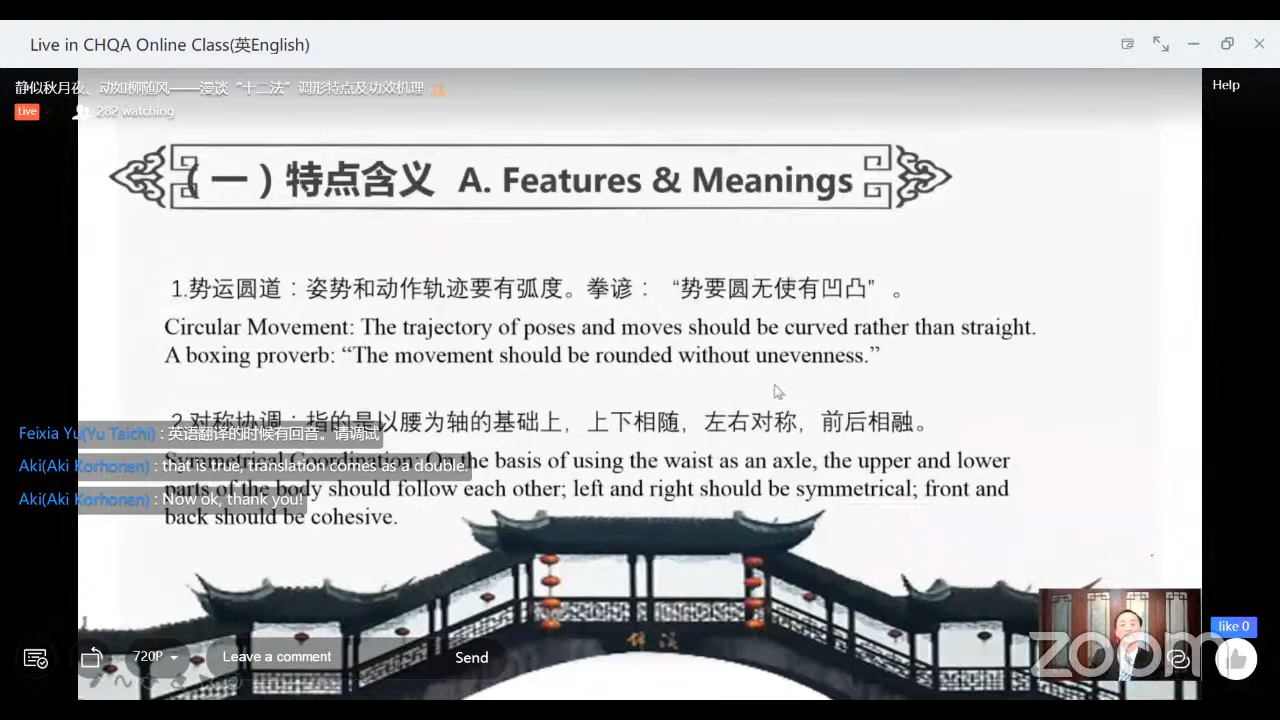 Live in CHQA Online Class(英English)
静似秋月夜、动如柳随风——漫谈“十二法”调形特点及功效机理
Help
Live
282 watching
（一）特点含义 A. Features & Meanings
1.势运圆道：姿势和动作轨迹要有弧度。拳谚：“势要圆无使有凹凸”。
Circular Movement: The trajectory of poses and moves should be curved rather than straight.
A boxing proverb: “The movement should be rounded without unevenness.”
2.对称协调：指的是以腰为轴的基础上，上下相随，左右对称，前后相融。
Feixia Yu(Yu Taichi) : 英语翻译的时候有回音。请调试
Symmetrical Coordination: On the basis of using the waist as an axle, the upper and lower
Aki(Aki Korhonen) : that is true, translation comes as a double.
parts of the body should follow each other; left and right should be symmetrical; front and
Aki(Aki Korhonen) : Now ok, thank you!
back should be cohesive.
like 0
zoom
720P
Leave a comment
Send